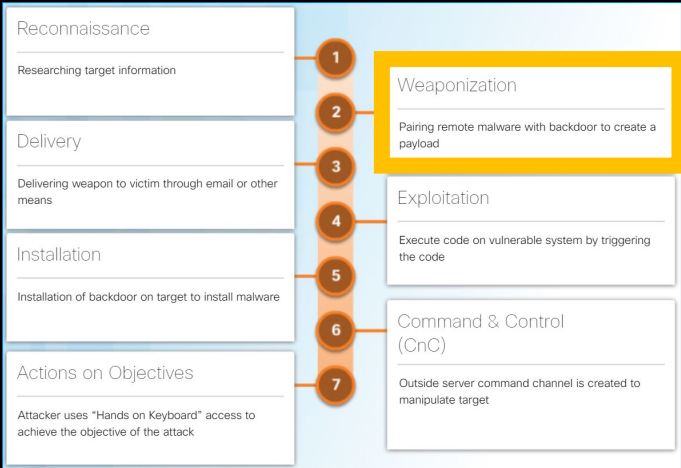 Reconnaissance
Researching target information
1
Weaponization
Pairing remote malware with backdoor to create a
payload
2
Delivery
Delivering weapon to victim through email or other
means
3
Exploitation
Execute code on vulnerable system by triggering
the code
4
Installation
Installation of backdoor on target to install malware
5
Command & Control
(CnC)
Outside server command channel is created to
manipulate target
6
Actions on Objectives
Attacker uses “Hands on Keyboard” access to
achieve the objective of the attack
7